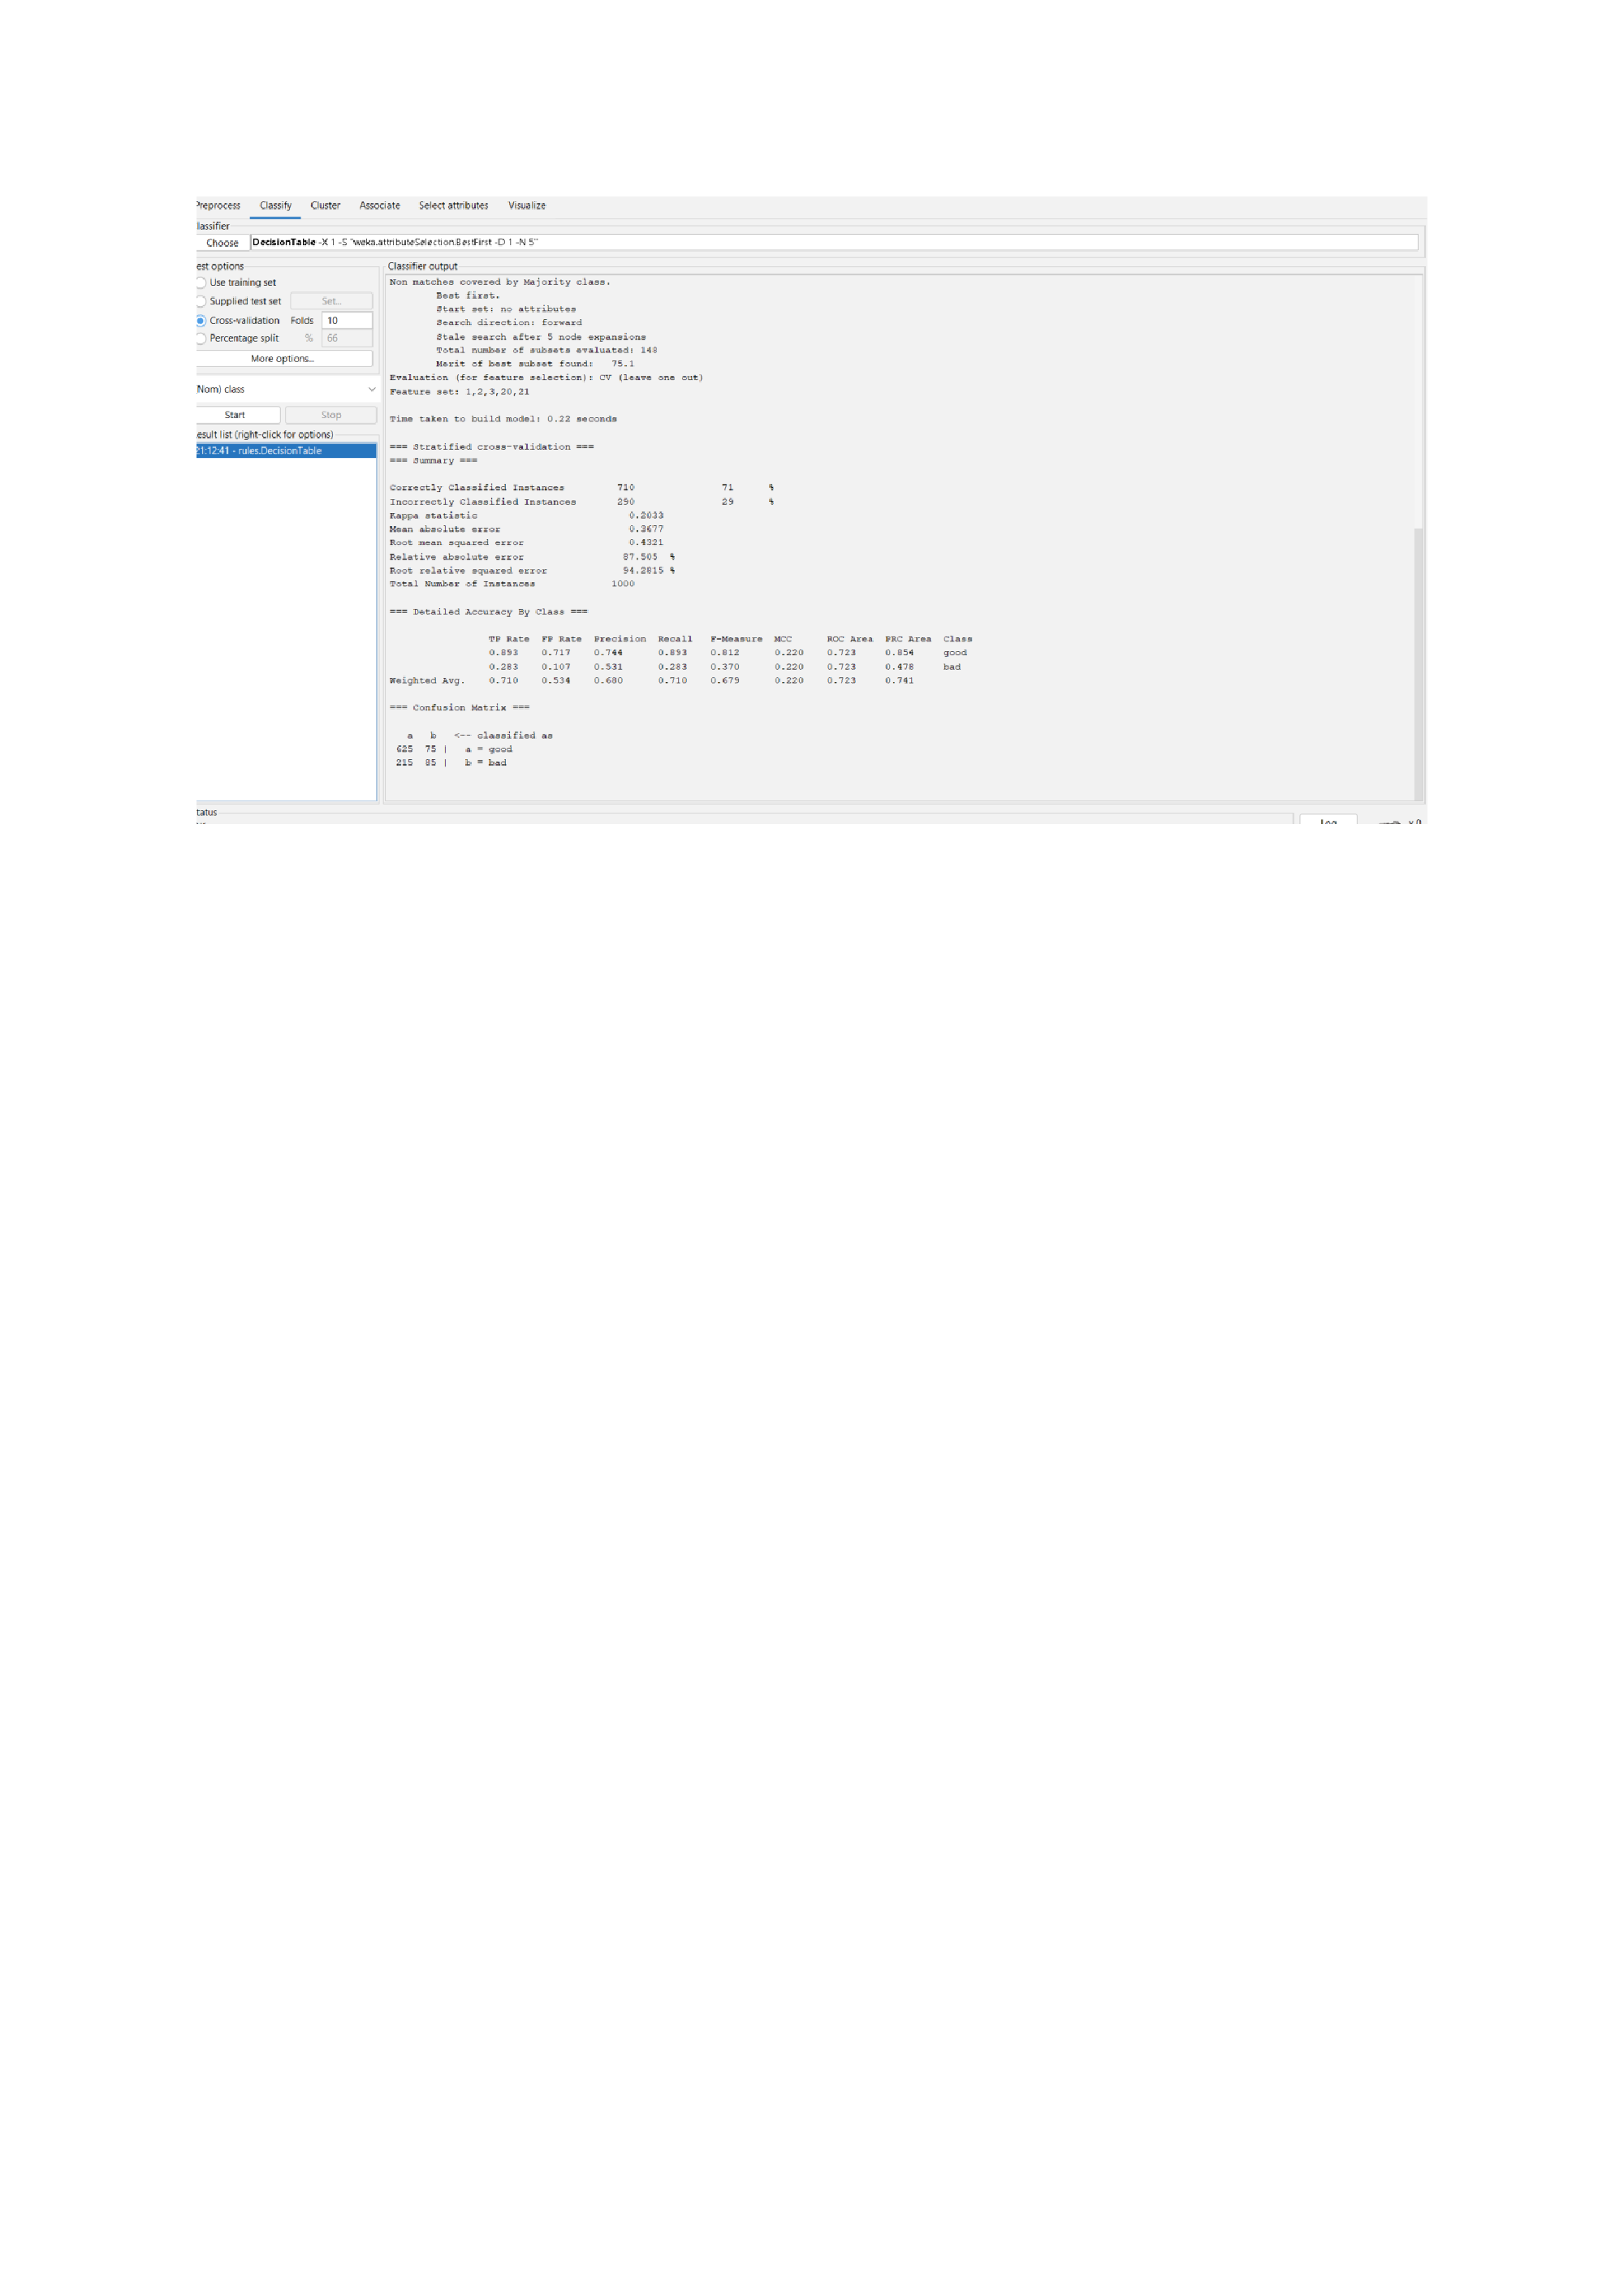 Preprocess Classify Cluster Associate Select attributes Visualize
lassifier
Choose DecisionTable -X 1 -S "weka.attributeSelection.BestFirst -D 1 -N 5"
est options
Use training set
Supplied test set Set...
Cross-validation Folds 10
Percentage split % 66
More options...
(Nom) class
Start Stop
esult list (right-click for options)
21:12:41 - rules.DecisionTable
Classifier output
Non matches covered by Majority class.
Best first.
Start set: no attributes
Search direction: forward
Stale search after 5 node expansions
Total number of subsets evaluated: 148
Merit of best subset found: 75.1
Evaluation (for feature selection): CV (leave one out)
Feature set: 1,2,3,20,21
Time taken to build model: 0.22 seconds
=== Stratified cross-validation ===
=== Summary ===
Correctly Classified Instances 710 71 %
Incorrectly Classified Instances 290 29 %
Kappa statistic 0.2033
Mean absolute error 0.3677
Root mean squared error 0.4321
Relative absolute error 87.505 %
Root relative squared error 94.2815 %
Total Number of Instances 1000
=== Detailed Accuracy By Class ===
TP Rate FP Rate Precision Recall F-Measure MCC ROC Area PRC Area Class
0.893 0.717 0.744 0.893 0.812 0.220 0.723 0.854 good
0.283 0.107 0.531 0.283 0.370 0.220 0.723 0.478 bad
Weighted Avg. 0.710 0.534 0.680 0.710 0.679 0.220 0.723 0.741
=== Confusion Matrix ===
a b <-- classified as
625 75 | a = good
215 85 | b = bad
tatus
Log x 0